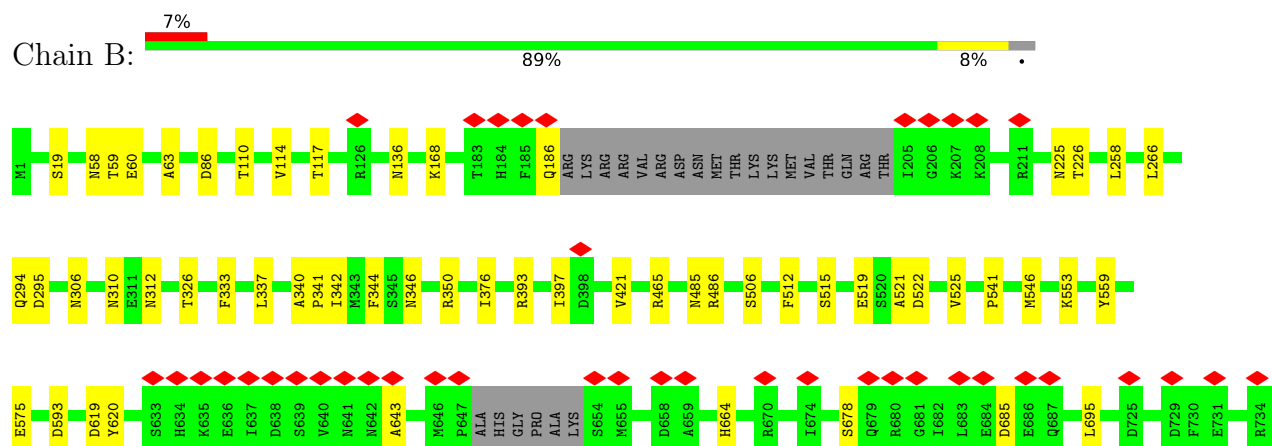 7%
Chain B:
89% 8% •
M1 S19 N58 T59 E60 A63 D86 T110 V114 T117 R126 N136 K168 T183 H184 F185 Q186 ARG LYS ARG ARG VAL ARG ASP ASN MET THR LYS LYS MET VAL THR GLN ARG THR I205 G206 K207 K208 R211 N225 T226 L258 L266
Q294 D295 N306 N310 E311 N312 T326 F333 L337 A340 P341 I342 M343 F344 S345 N346 R350 I376 R393 I397 D398 V421 R465 N485 R486 S506 F512 S515 E519 S520 A521 D522 V525 P541 M546 K553 Y559
E575 D593 D619 Y620 S633 H634 K635 E636 I637 D638 S639 V640 N641 N642 A643 M646 P647 ALA HIS GLY PRO ALA LYS S654 M655 D658 A659 H664 R670 I674 S678 Q679 R680 G681 I682 L683 E684 D685 E686 Q687 L695 D725 D729 F730 E731 R734